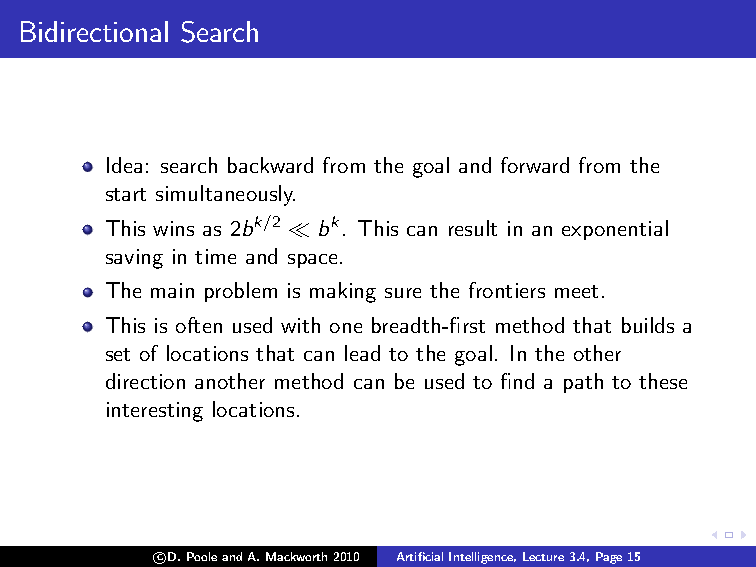 Bidirectional Search
Idea: search backward from the goal and forward from the
start simultaneously.
This wins as 2b^{k/2} ≪ b^k. This can result in an exponential
saving in time and space.
The main problem is making sure the frontiers meet.
This is often used with one breadth-first method that builds a
set of locations that can lead to the goal. In the other
direction another method can be used to find a path to these
interesting locations.
©D. Poole and A. Mackworth 2010
Artificial Intelligence, Lecture 3.4, Page 15